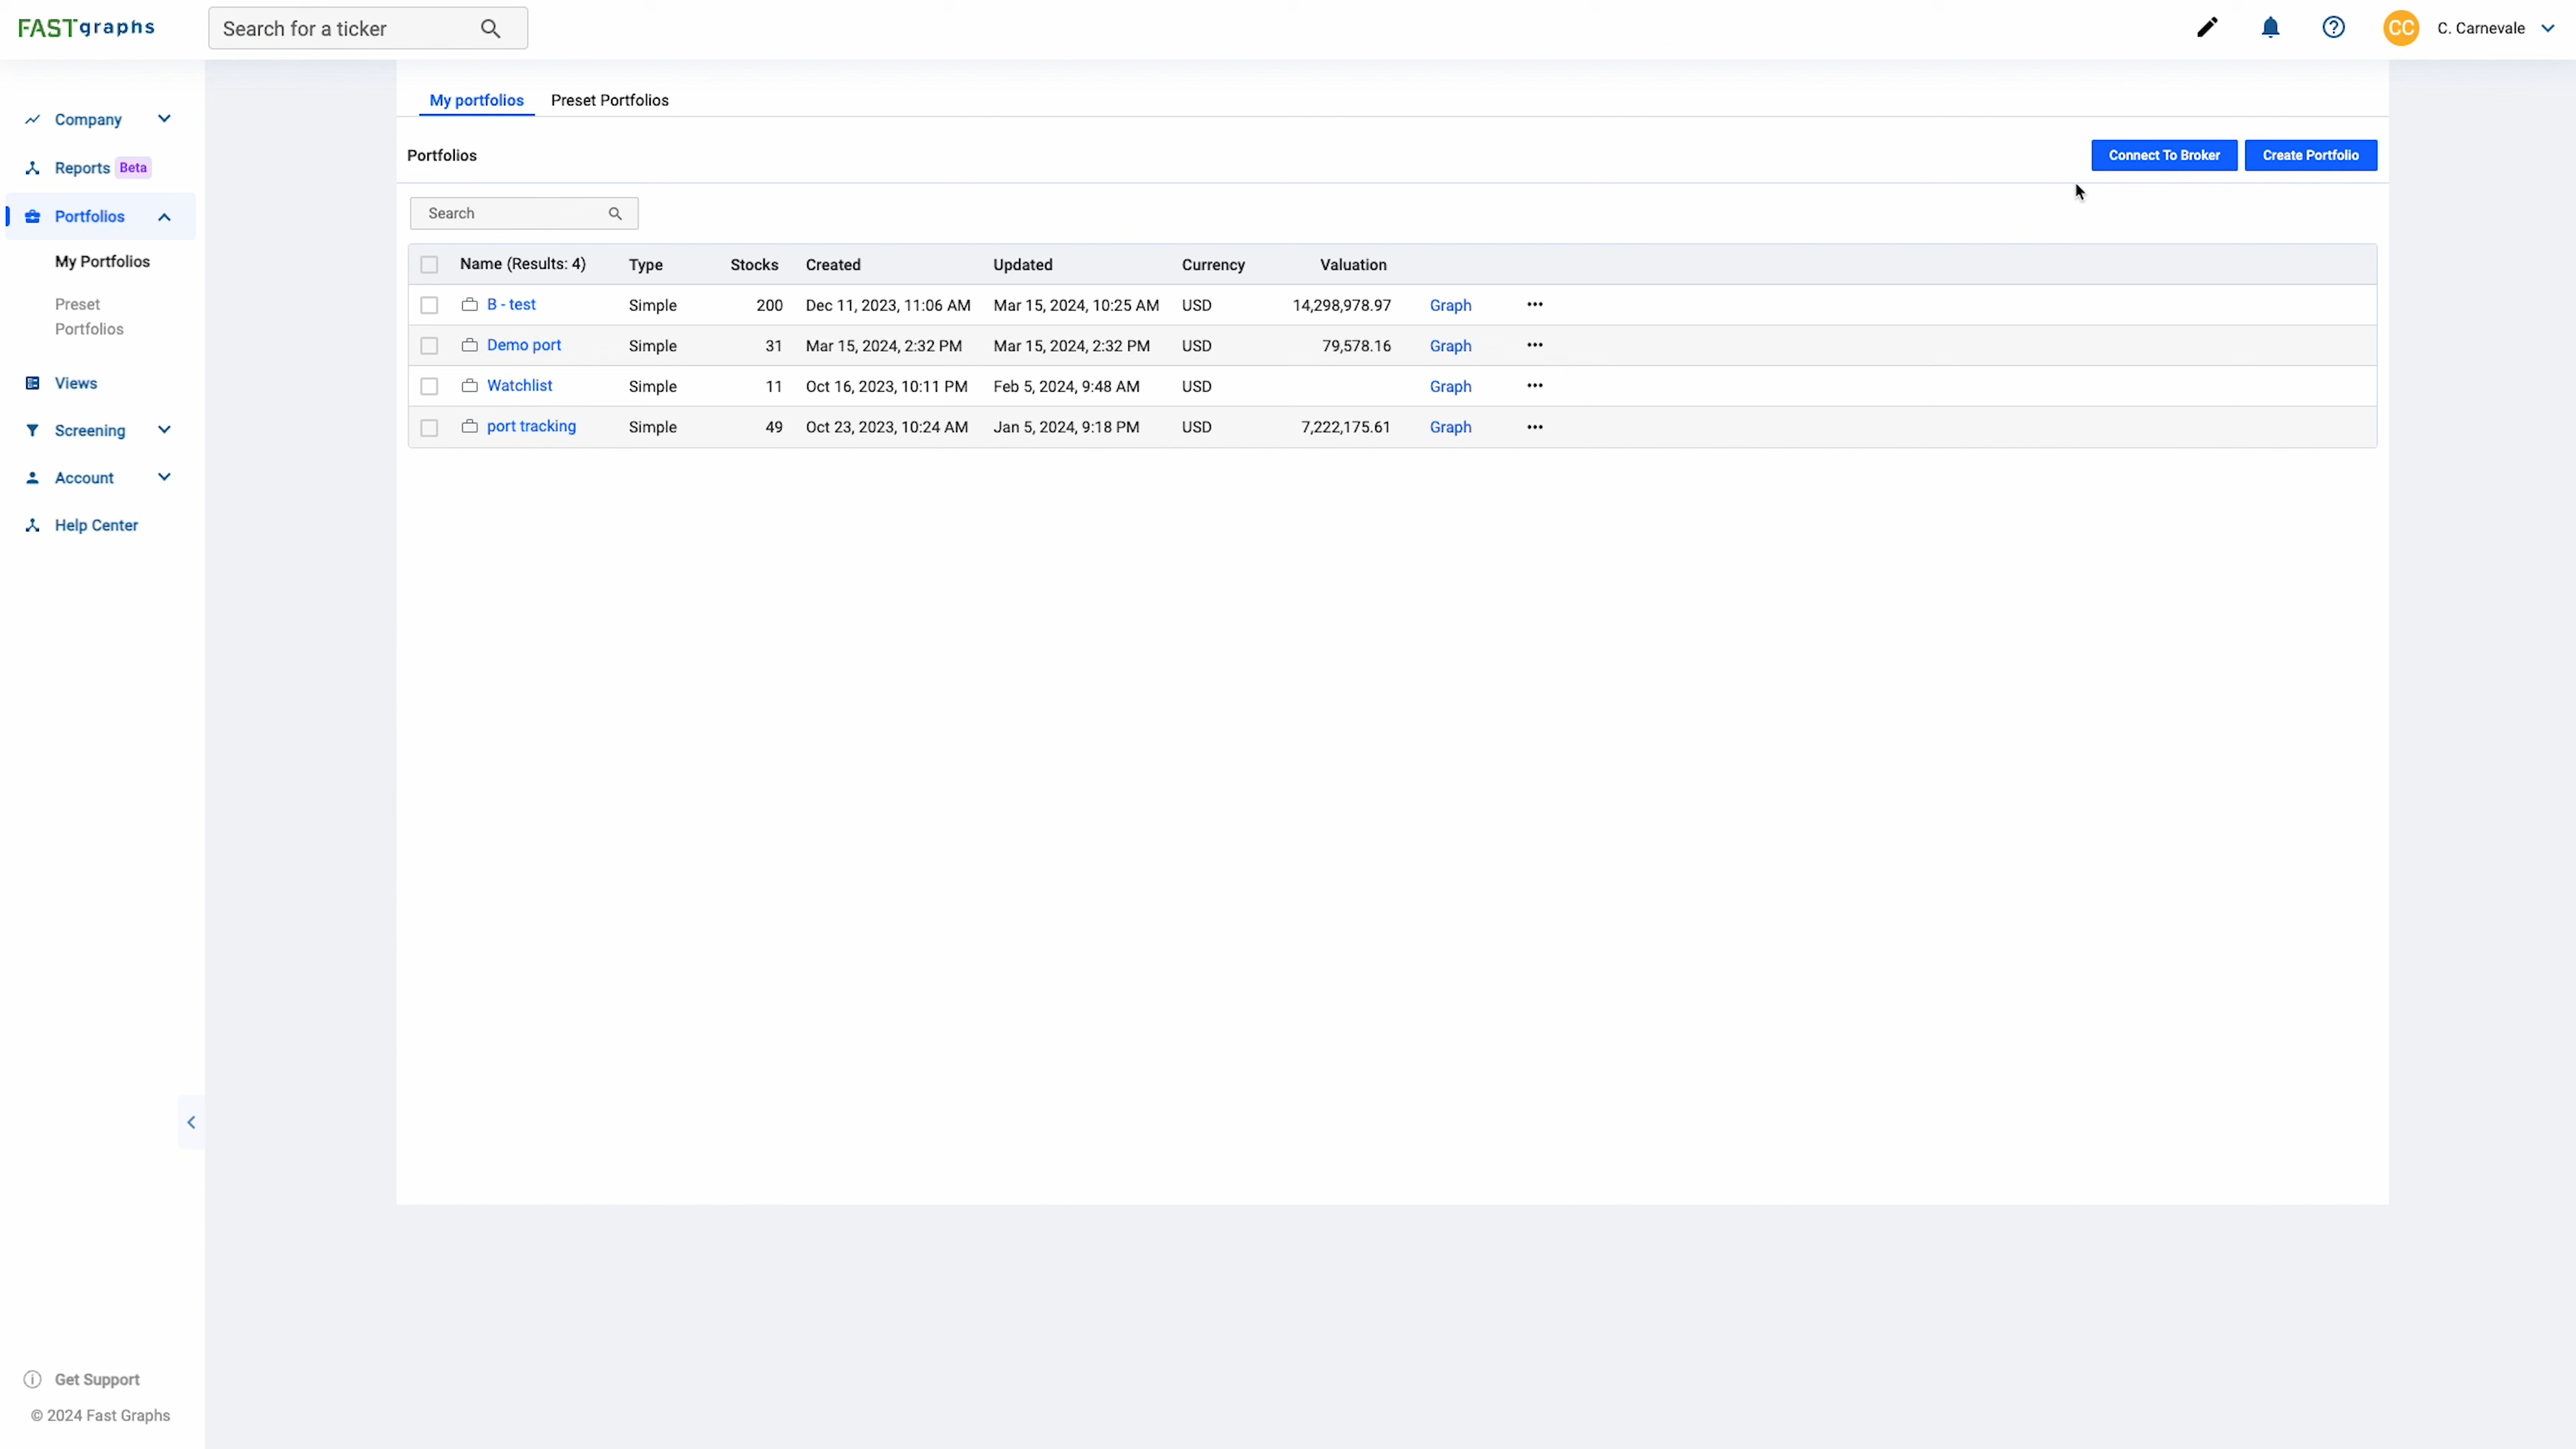 FASTgraphs
Search for a ticker
CC
C. Carnevale
Company
Reports Beta
Portfolios
My Portfolios
Preset
Portfolios
Views
Screening
Account
Help Center
Get Support
© 2024 Fast Graphs
My portfolios Preset Portfolios
Portfolios
Connect To Broker Create Portfolio
Search
Name (Results: 4) Type Stocks Created Updated Currency Valuation
B - test Simple 200 Dec 11, 2023, 11:06 AM Mar 15, 2024, 10:25 AM USD 14,298,978.97 Graph
Demo port Simple 31 Mar 15, 2024, 2:32 PM Mar 15, 2024, 2:32 PM USD 79,578.16 Graph
Watchlist Simple 11 Oct 16, 2023, 10:11 PM Feb 5, 2024, 9:48 AM USD Graph
port tracking Simple 49 Oct 23, 2023, 10:24 AM Jan 5, 2024, 9:18 PM USD 7,222,175.61 Graph